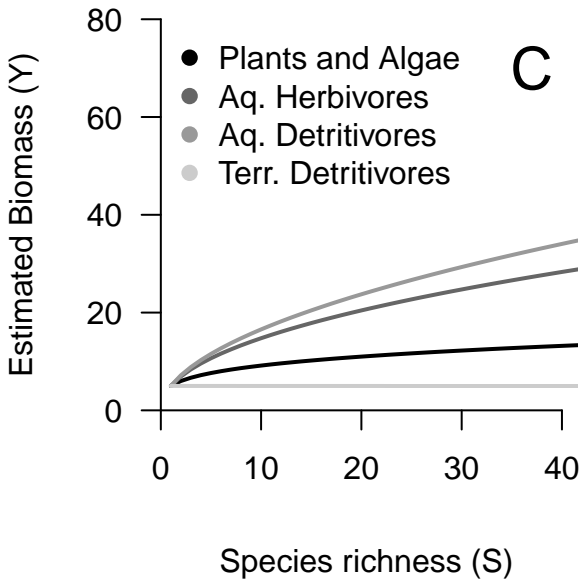 80
60
40
20
0
Estimated Biomass (Y)
Plants and Algae
Aq. Herbivores
Aq. Detritivores
Terr. Detritivores
C
0 10 20 30 40
Species richness (S)